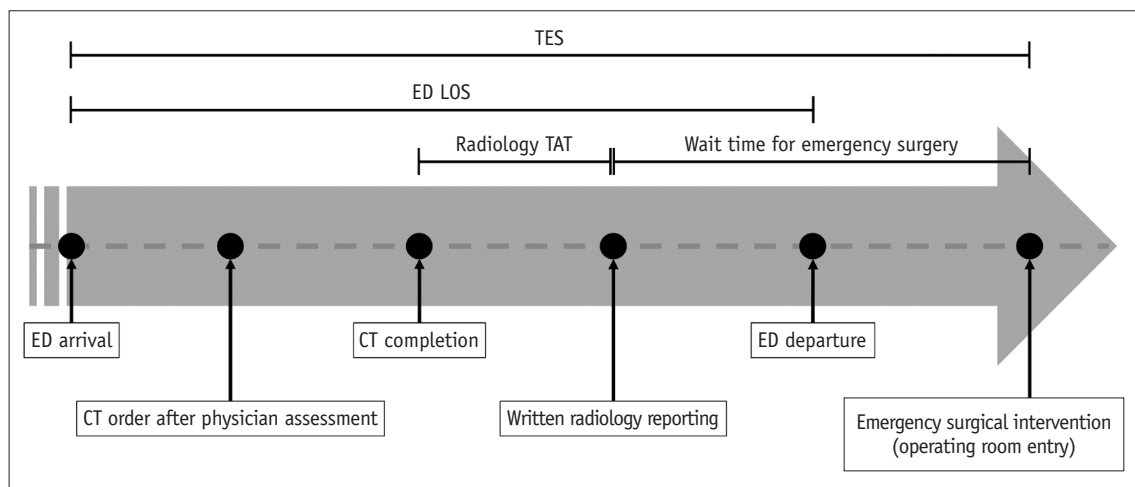 TES
ED LOS
Radiology TAT
Wait time for emergency surgery
ED arrival
CT completion
ED departure
CT order after physician assessment
Written radiology reporting
Emergency surgical intervention
(operating room entry)